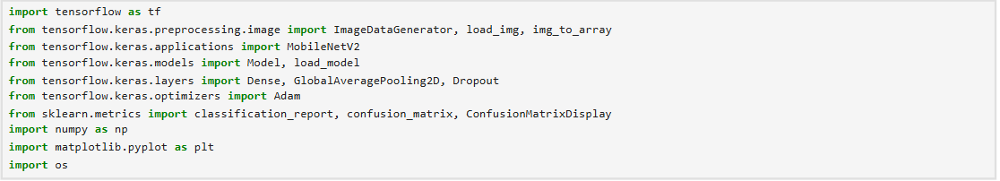 import tensorflow as tf
from tensorflow.keras.preprocessing.image import ImageDataGenerator, load_img, img_to_array
from tensorflow.keras.applications import MobileNetV2
from tensorflow.keras.models import Model, load_model
from tensorflow.keras.layers import Dense, GlobalAveragePooling2D, Dropout
from tensorflow.keras.optimizers import Adam
from sklearn.metrics import classification_report, confusion_matrix, ConfusionMatrixDisplay
import numpy as np
import matplotlib.pyplot as plt
import os